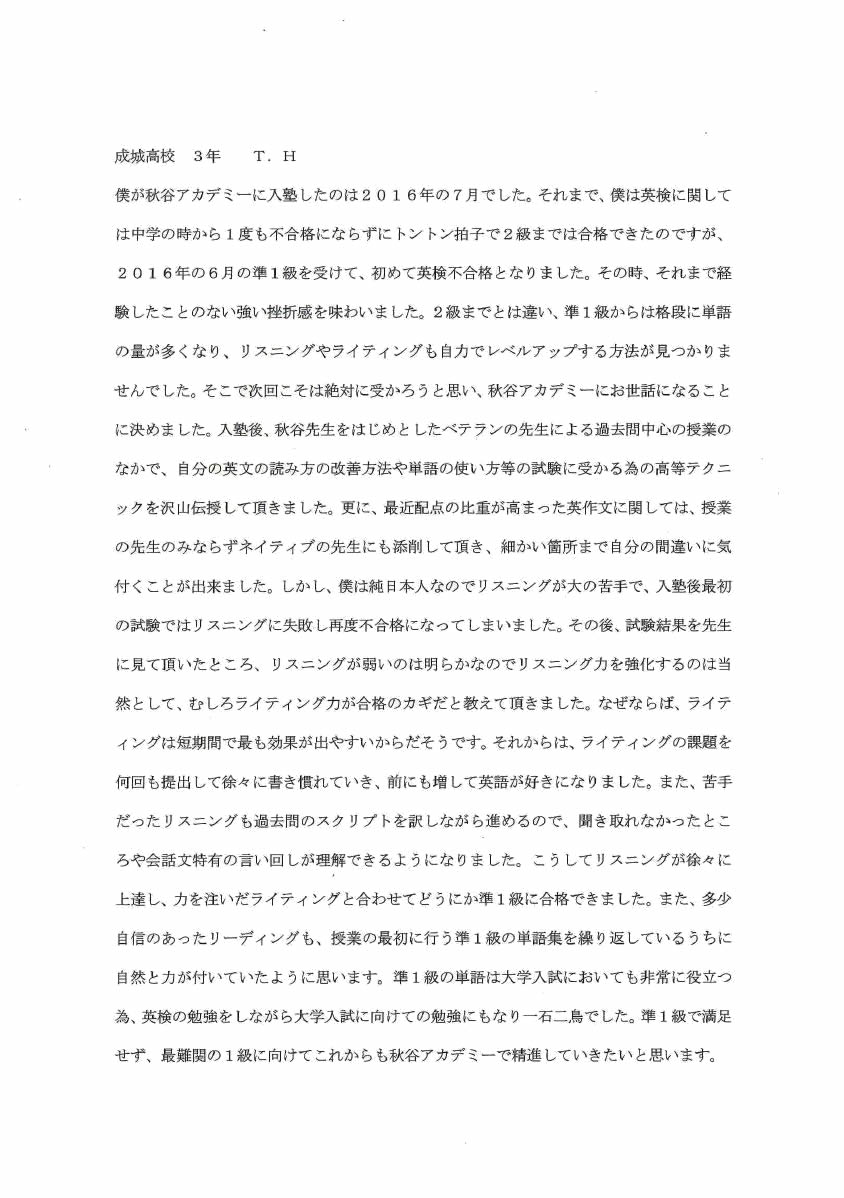 成城高校　３年　　Ｔ．Ｈ
僕が秋谷アカデミーに入塾したのは２０１６年の７月でした。それまで、僕は英検に関して
は中学の時から１度も不合格にならずにトントン拍子で２級までは合格できたのですが、
２０１６年の６月の準１級を受けて、初めて英検不合格となりました。その時、それまで経
験したことのない強い挫折感を味わいました。２級までとは違い、準１級からは格段に単語
の量が多くなり、リスニングやライティングも自力でレベルアップする方法が見つかりま
せんでした。そこで次回こそは絶対に受かろうと思い、秋谷アカデミーにお世話になること
に決めました。入塾後、秋谷先生をはじめとしたベテランの先生による過去問中心の授業の
なかで、自分の英文の読み方の改善方法や単語の使い方等の試験に受かる為の高等テクニ
ックを沢山伝授して頂きました。更に、最近配点の比重が高まった英作文に関しては、授業
の先生のみならずネイティブの先生にも添削して頂き、細かい箇所まで自分の間違いに気
付くことが出来ました。しかし、僕は純日本人なのでリスニングが大の苦手で、入塾後最初
の試験ではリスニングに失敗し再度不合格になってしまいました。その後、試験結果を先生
に見て頂いたところ、リスニングが弱いのは明らかなのでリスニング力を強化するのは当
然として、むしろライティング力が合格のカギだと教えて頂きました。なぜならば、ライテ
ィングは短期間で最も効果が出やすいからだそうです。それからは、ライティングの課題を
何回も提出して徐々に書き慣れていき、前にも増して英語が好きになりました。また、苦手
だったリスニングも過去問のスクリプトを訳しながら進めるので、聞き取れなかったとこ
ろや会話文特有の言い回しが理解できるようになりました。こうしてリスニングが徐々に
上達し、力を注いだライティングと合わせてどうにか準１級に合格できました。また、多少
自信のあったリーディングも、授業の最初に行う準１級の単語集を繰り返しているうちに
自然と力が付いていたように思います。準１級の単語は大学入試においても非常に役立つ
為、英検の勉強をしながら大学入試に向けての勉強にもなり一石二鳥でした。準１級で満足
せず、最難関の１級に向けてこれからも秋谷アカデミーで精進していきたいと思います。